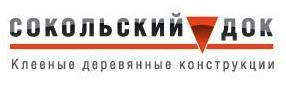 СОКОЛЬСКИЙ ДОК
Клееные деревянные конструкции